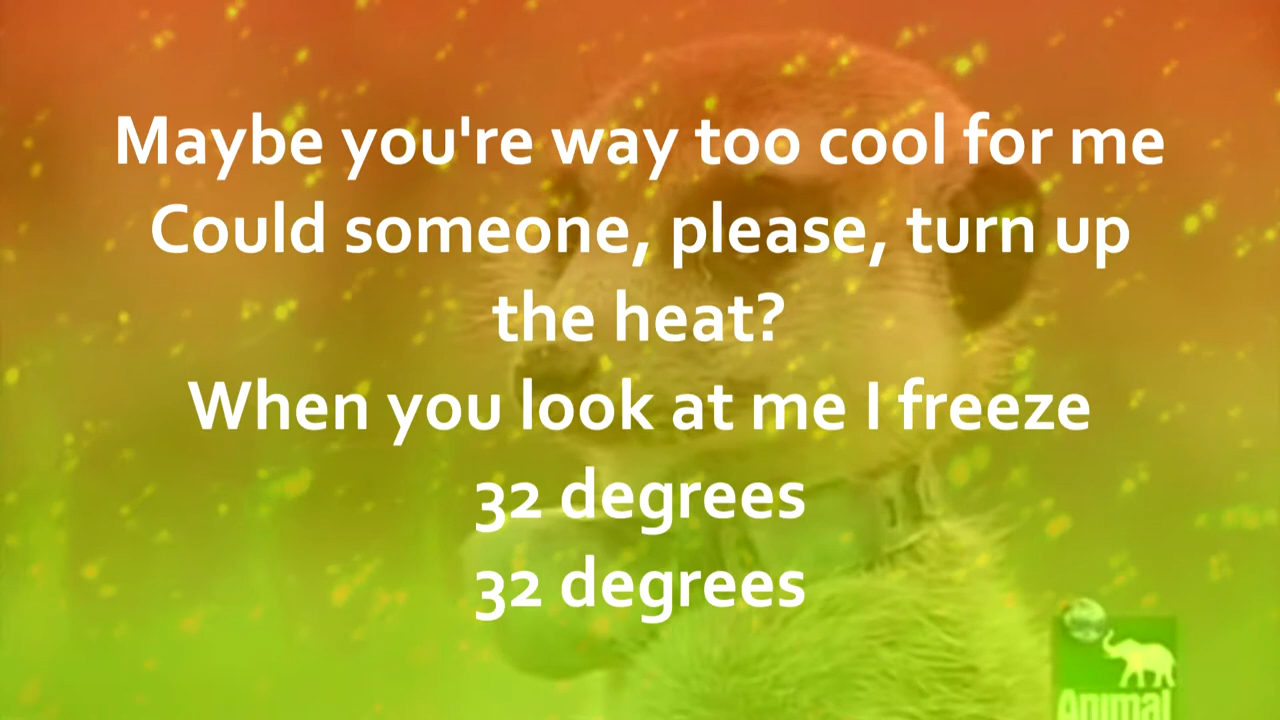 Maybe you're way too cool for me
Could someone, please, turn up
the heat?
When you look at me I freeze
32 degrees
32 degrees
Animal